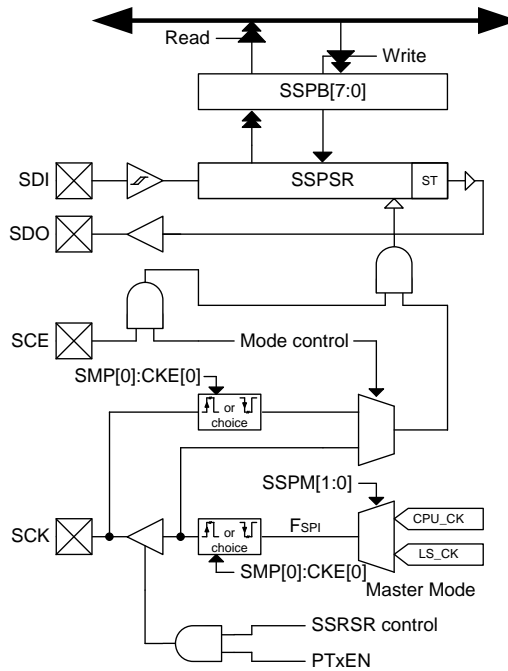 Read
Write
SSPB[7:0]
SDI
SSPSR
ST
SDO
SCE
Mode control
SMP[0]:CKE[0]
or
choice
SSPM[1:0]
SCK
or
choice
FSPI
CPU_CK
LS_CK
SMP[0]:CKE[0]
Master Mode
SSRSR control
PTxEN